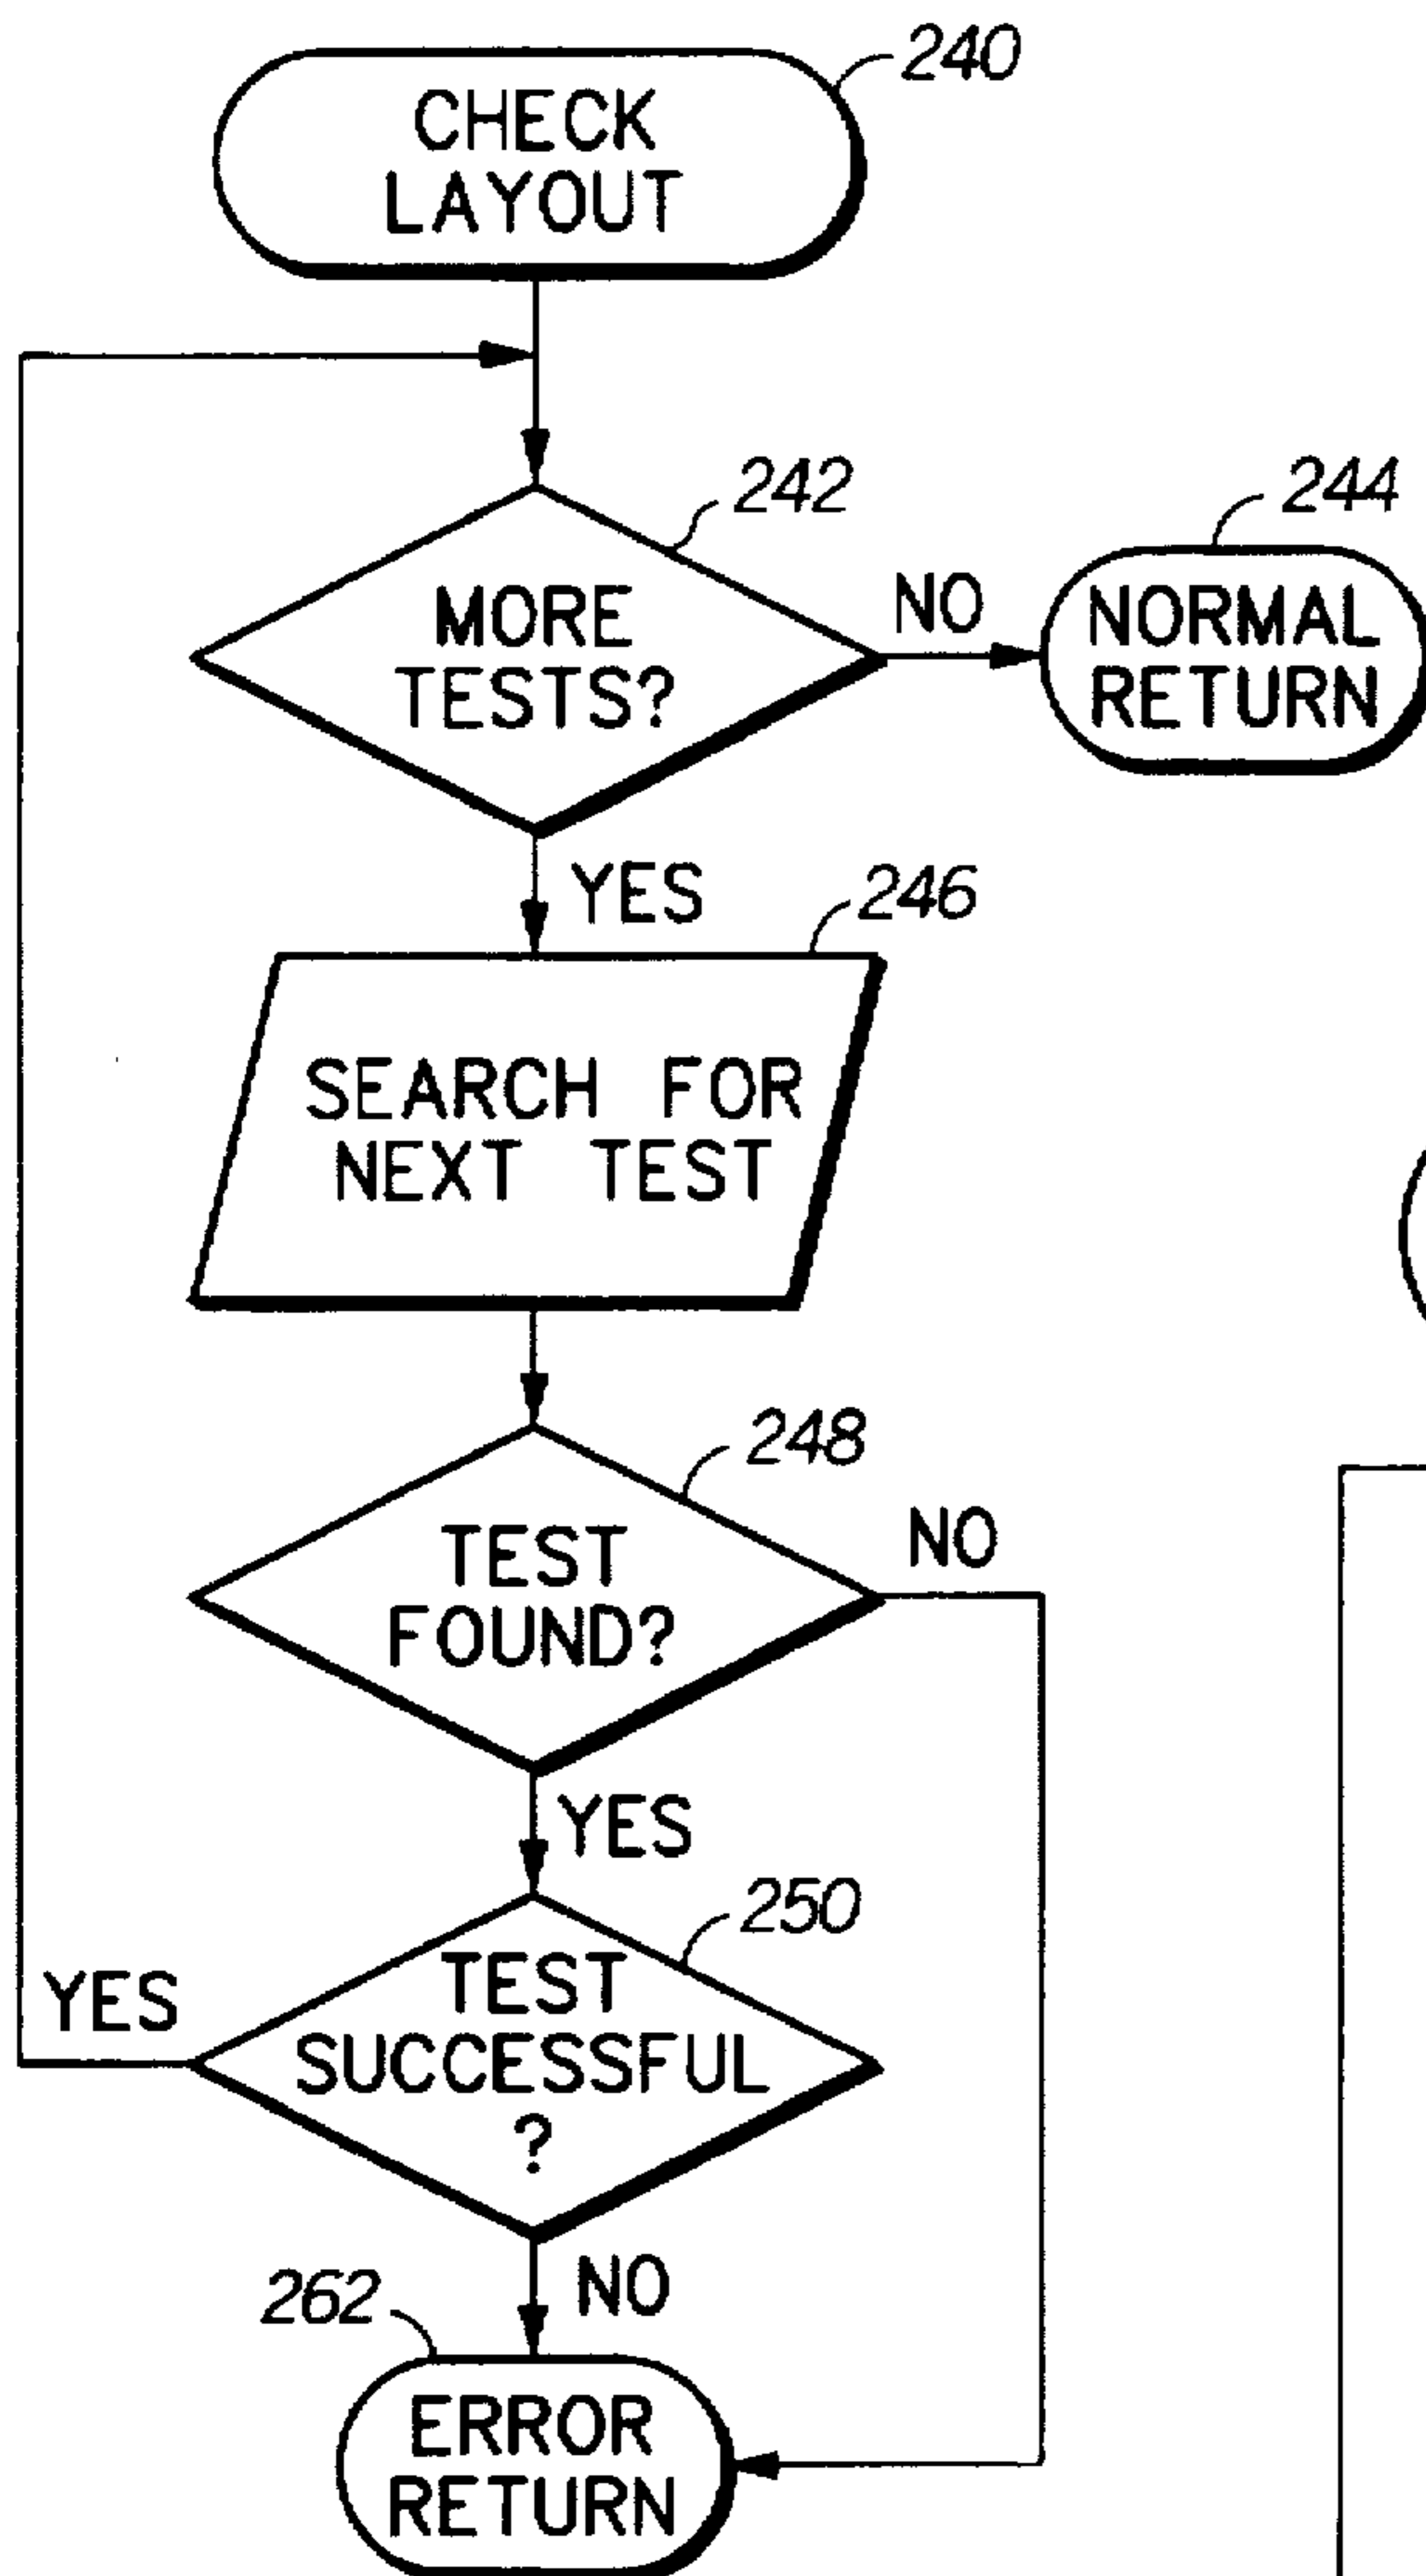 240
CHECK
LAYOUT
242
MORE
TESTS?
NO
244
NORMAL
RETURN
YES
246
SEARCH FOR
NEXT TEST
248
TEST
FOUND?
NO
YES
250
TEST
SUCCESSFUL
?
YES
NO
262
ERROR
RETURN